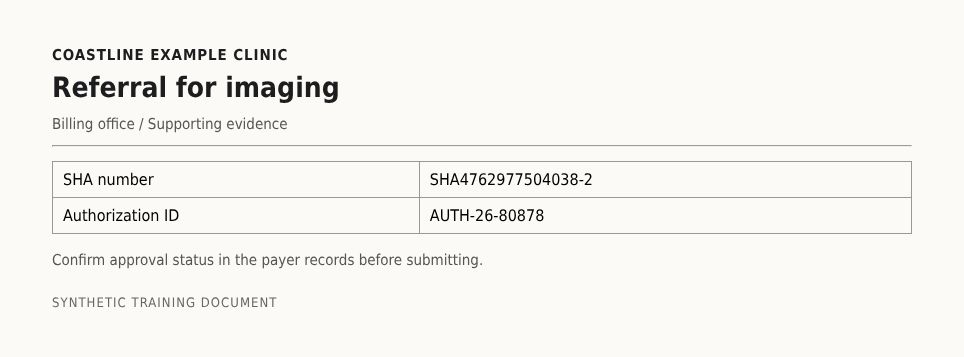 COASTLINE EXAMPLE CLINIC
Referral for imaging
Billing office / Supporting evidence
SHA number SHA4762977504038-2
Authorization ID AUTH-26-80878
Confirm approval status in the payer records before submitting.
SYNTHETIC TRAINING DOCUMENT